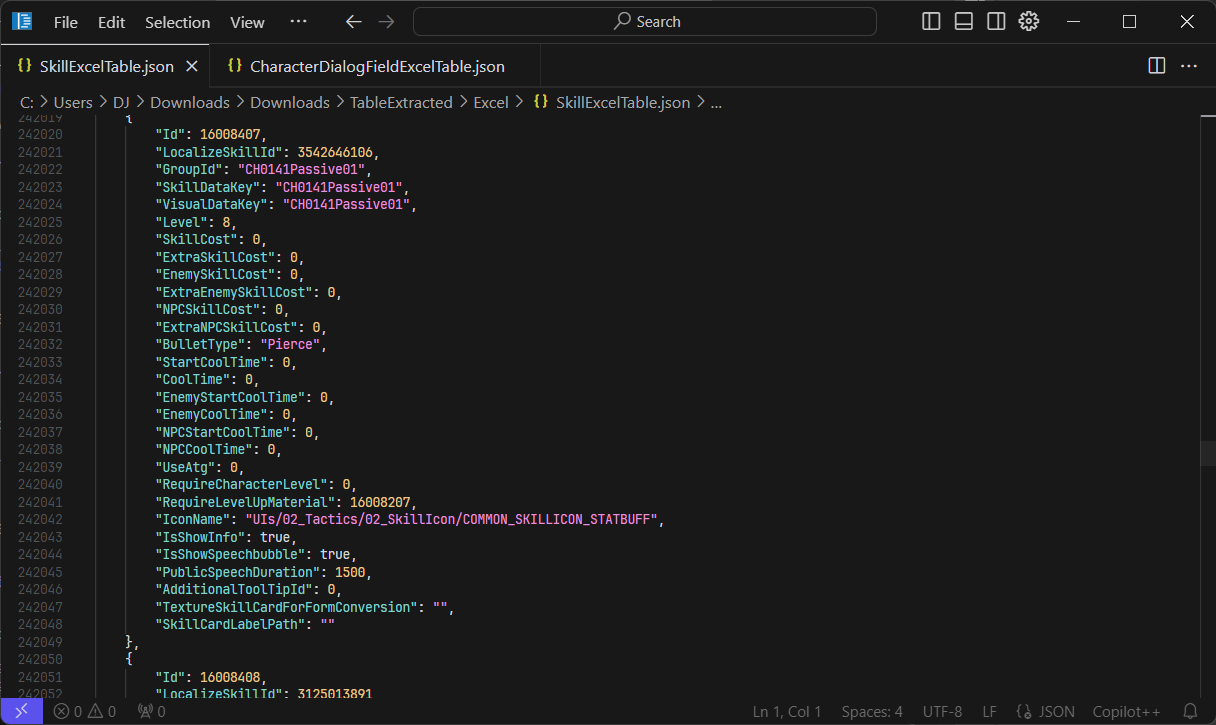 File Edit Selection View ··· Search
{} SkillExcelTable.json {} CharacterDialogFieldExcelTable.json ···
C: > Users > DJ > Downloads > Downloads > TableExtracted > Excel > {} SkillExcelTable.json > ...
242019 {
242020 "Id": 16008407,
242021 "LocalizeSkillId": 3542646106,
242022 "GroupId": "CH0141Passive01",
242023 "SkillDataKey": "CH0141Passive01",
242024 "VisualDataKey": "CH0141Passive01",
242025 "Level": 8,
242026 "SkillCost": 0,
242027 "ExtraSkillCost": 0,
242028 "EnemySkillCost": 0,
242029 "ExtraEnemySkillCost": 0,
242030 "NPCSkillCost": 0,
242031 "ExtraNPCSkillCost": 0,
242032 "BulletType": "Pierce",
242033 "StartCoolTime": 0,
242034 "CoolTime": 0,
242035 "EnemyStartCoolTime": 0,
242036 "EnemyCoolTime": 0,
242037 "NPCStartCoolTime": 0,
242038 "NPCCoolTime": 0,
242039 "UseAtg": 0,
242040 "RequireCharacterLevel": 0,
242041 "RequireLevelUpMaterial": 16008207,
242042 "IconName": "UIs/02_Tactics/02_SkillIcon/COMMON_SKILLICON_STATBUFF",
242043 "IsShowInfo": true,
242044 "IsShowSpeechbubble": true,
242045 "PublicSpeechDuration": 1500,
242046 "AdditionalToolTipId": 0,
242047 "TextureSkillCardForFormConversion": "",
242048 "SkillCardLabelPath": ""
242049 },
242050 {
242051 "Id": 16008408,
242052 "LocalizeSkillId": 3125013891
0 0 0 Ln 1, Col 1 Spaces: 4 UTF-8 LF JSON Copilot++